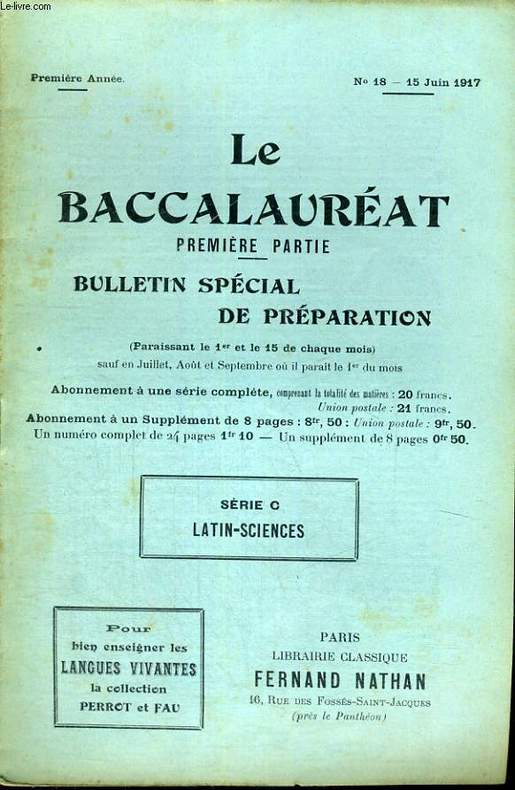 Le-livre.com
Première Année.
Nº 18 — 15 Juin 1917
Le
BACCALAURÉAT
PREMIÈRE PARTIE
BULLETIN SPÉCIAL
DE PRÉPARATION
(Paraissant le 1er et le 15 de chaque mois)
sauf en Juillet, Août et Septembre où il paraît le 1er du mois
Abonnement à une série complète, comprenant la totalité des matières : 20 francs.
Union postale : 21 francs.
Abonnement à un Supplément de 8 pages : 8fr, 50 : Union postale : 9fr, 50.
Un numéro complet de 24 pages 1fr 10 — Un supplément de 8 pages 0fr 50.
SÉRIE C
LATIN-SCIENCES
Pour
bien enseigner les
LANGUES VIVANTES
la collection
PERROT et FAU
PARIS
LIBRAIRIE CLASSIQUE
FERNAND NATHAN
16, RUE DES FOSSÉS-SAINT-JACQUES
(près le Panthéon)